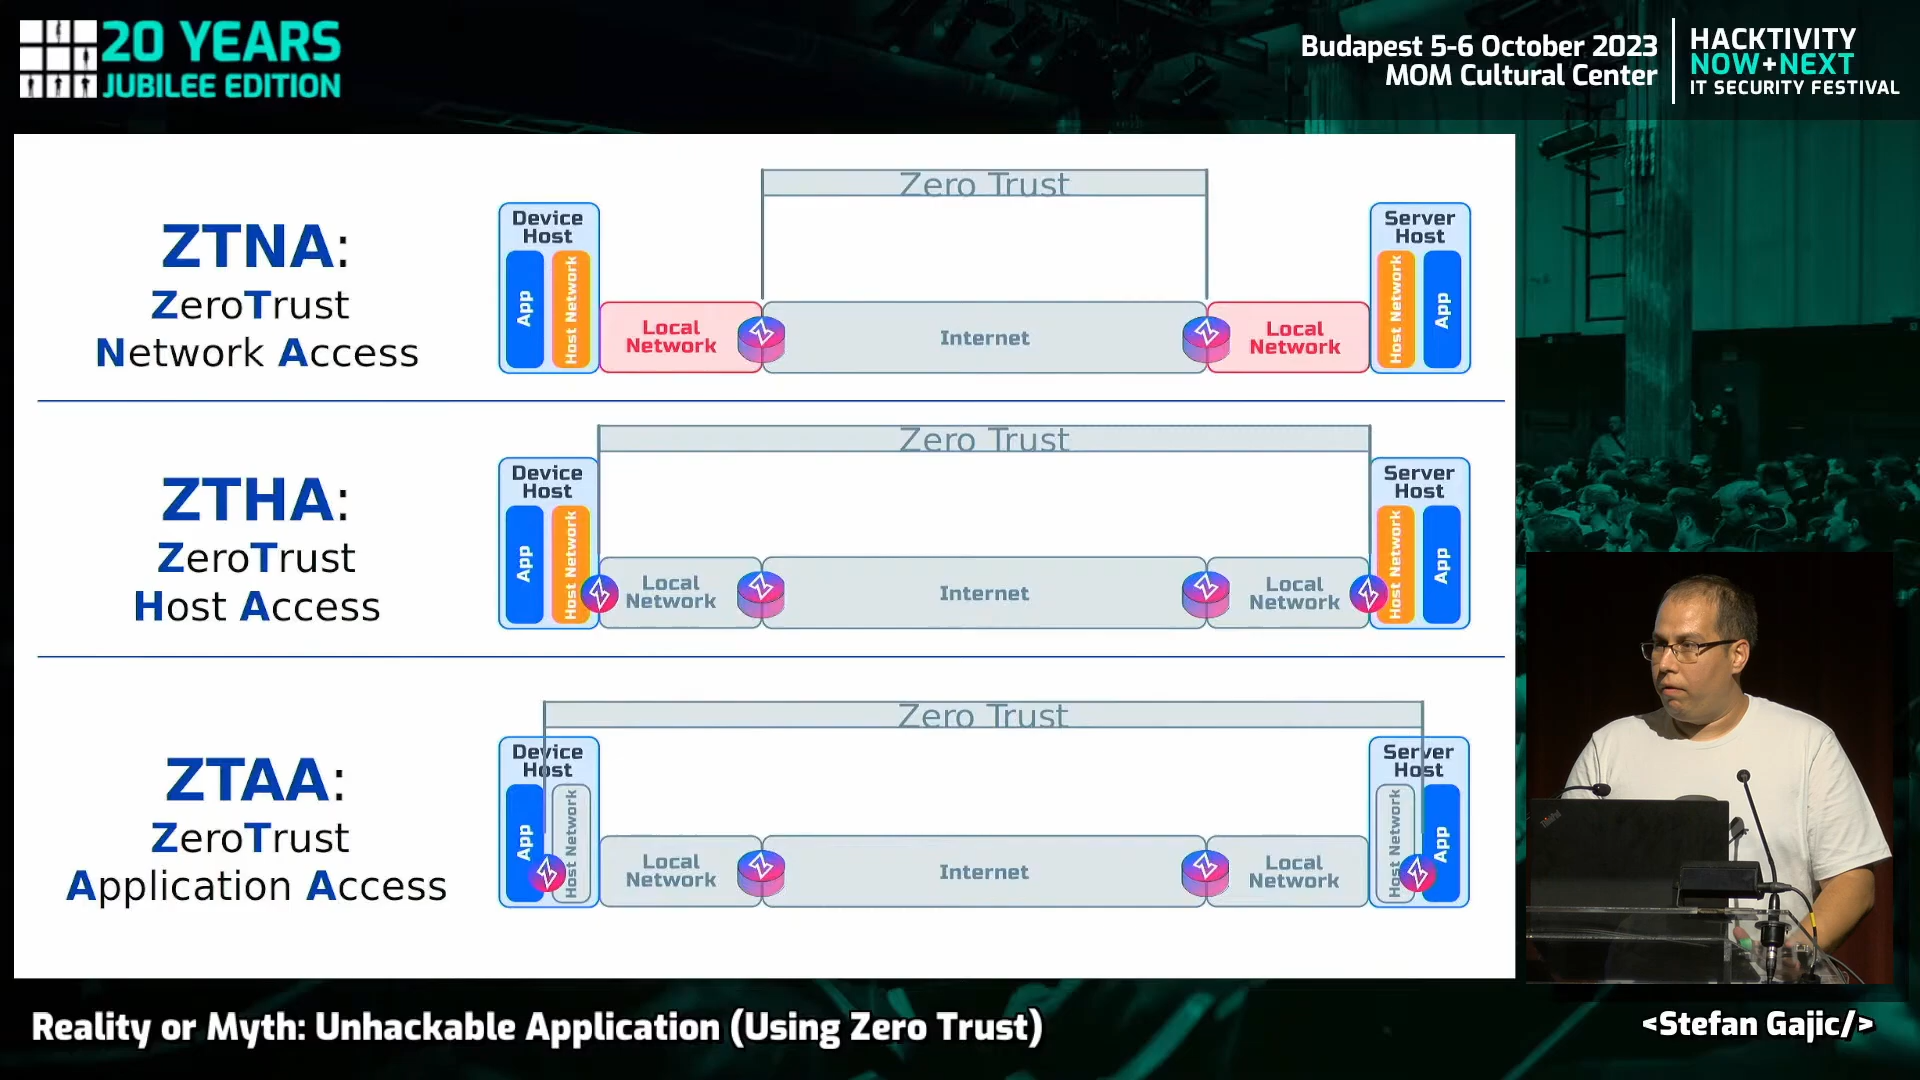 20 YEARS
JUBILEE EDITION
Budapest 5-6 October 2023
MOM Cultural Center
HACKTIVITY
NOW+NEXT
IT SECURITY FESTIVAL
ZTNA:
ZeroTrust
Network Access
Zero Trust
Device
Host
App
Host Network
Local
Network
Internet
Local
Network
Server
Host
Host Network
App
ZTHA:
ZeroTrust
Host Access
Zero Trust
Device
Host
App
Host Network
Local
Network
Internet
Local
Network
Server
Host
Host Network
App
ZTAA:
ZeroTrust
Application Access
Zero Trust
Device
Host
App
Host Network
Local
Network
Internet
Local
Network
Server
Host
Host Network
App
Reality or Myth: Unhackable Application (Using Zero Trust)
<Stefan Gajic/>